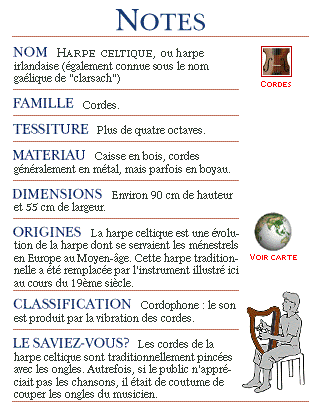 NOTES
NOM HARPE CELTIQUE, ou harpe
irlandaise (également connue sous le nom
gaélique de "clarsach")
CORDES
FAMILLE Cordes.
TESSITURE Plus de quatre octaves.
MATERIAU Caisse en bois, cordes
généralement en métal, mais parfois en boyau.
DIMENSIONS Environ 90 cm de hauteur
et 55 cm de largeur.
ORIGINES La harpe celtique est une évolu-
tion de la harpe dont se servaient les ménestrels
en Europe au Moyen-âge. Cette harpe tradition-
nelle a été remplacée par l'instrument illustré ici
au cours du 19ème siècle.
VOIR CARTE
CLASSIFICATION Cordophone : le son
est produit par la vibration des cordes.
LE SAVIEZ-VOUS? Les cordes de la
harpe celtique sont traditionnellement pincées
avec les ongles. Autrefois, si le public n'appré-
ciait pas les chansons, il était de coutume de
couper les ongles du musicien.